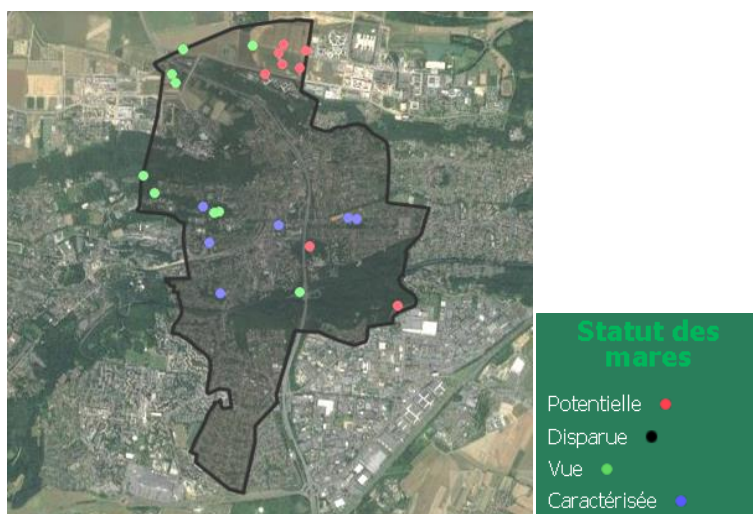 Statut des
mares
Potentielle
Disparue
Vue
Caractérisée